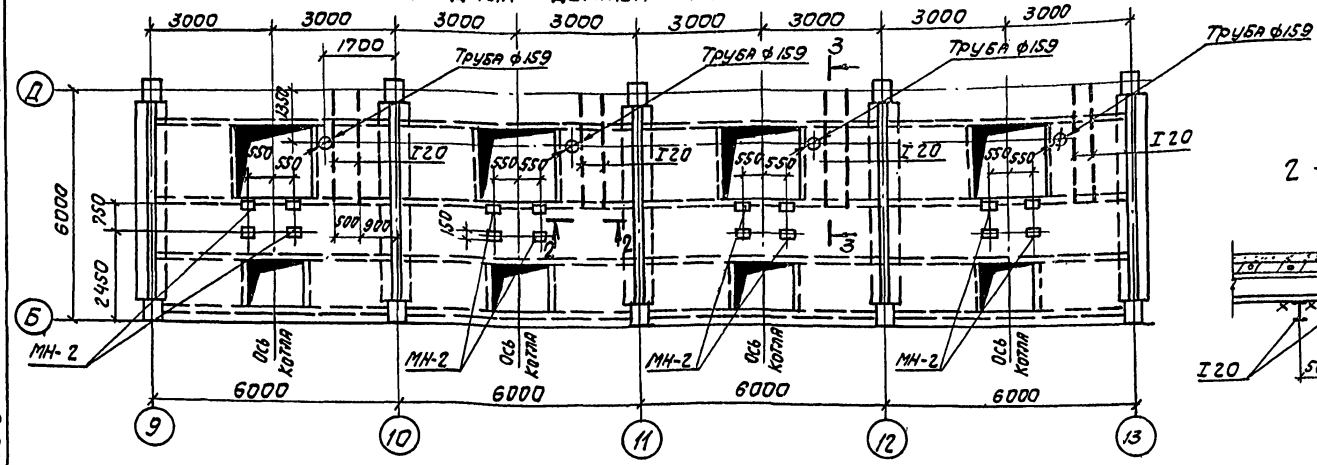 3000 3000 3000 3000 3000 3000 3000 3000
1700
Труба ф159 Труба ф159 Труба ф159 Труба ф159
3
Д
1350
550 550 550 550 550 550 550 550
I20 I20 I20 I20
2
6000
750
2450
500 900
150
2 2
3
Б
МН-2 МН-2 МН-2 МН-2
Ось котла Ось котла Ось котла Ось котла
I20
6000 6000 6000 6000
9 10 11 12 13